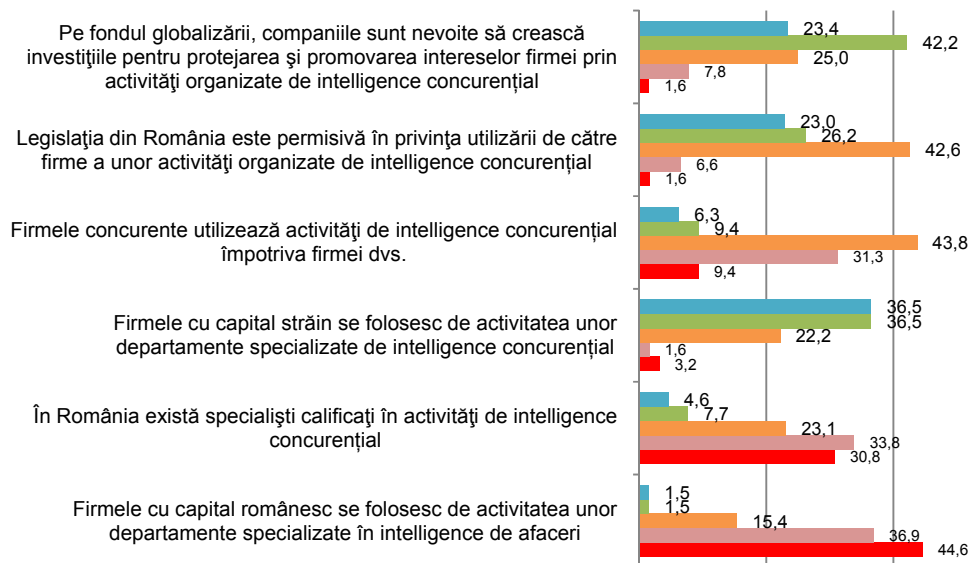 Pe fondul globalizării, companiile sunt nevoite să crească
investiţiile pentru protejarea şi promovarea intereselor firmei prin
activităţi organizate de intelligence concurenţial
23,4
42,2
25,0
7,8
1,6
Legislaţia din România este permisivă în privinţa utilizării de către
firme a unor activităţi organizate de intelligence concurenţial
23,0
26,2
42,6
6,6
1,6
Firmele concurente utilizează activităţi de intelligence concurenţial
împotriva firmei dvs.
6,3
9,4
43,8
31,3
9,4
Firmele cu capital străin se folosesc de activitatea unor
departamente specializate de intelligence concurenţial
36,5
36,5
22,2
1,6
3,2
În România există specialişti calificaţi în activităţi de intelligence
concurenţial
4,6
7,7
23,1
33,8
30,8
Firmele cu capital românesc se folosesc de activitatea unor
departamente specializate în intelligence de afaceri
1,5
1,5
15,4
36,9
44,6